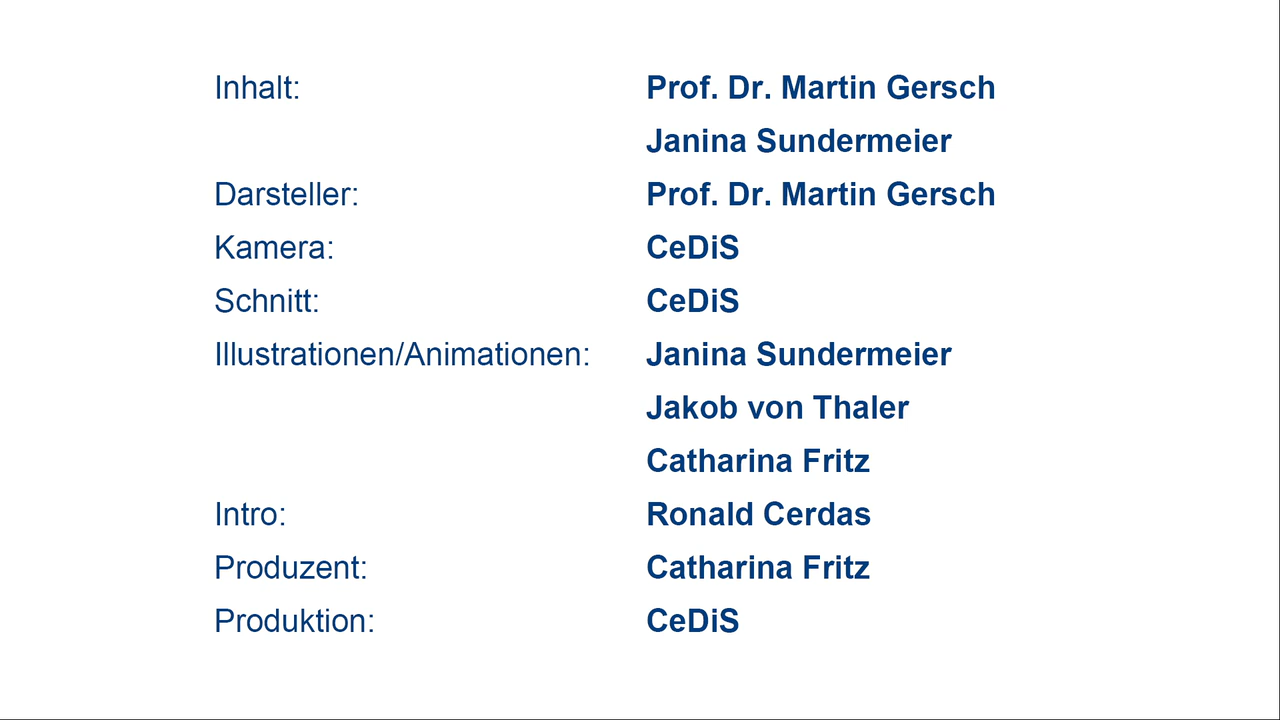 Inhalt: Prof. Dr. Martin Gersch
Janina Sundermeier
Darsteller: Prof. Dr. Martin Gersch
Kamera: CeDiS
Schnitt: CeDiS
Illustrationen/Animationen: Janina Sundermeier
Jakob von Thaler
Catharina Fritz
Intro: Ronald Cerdas
Produzent: Catharina Fritz
Produktion: CeDiS